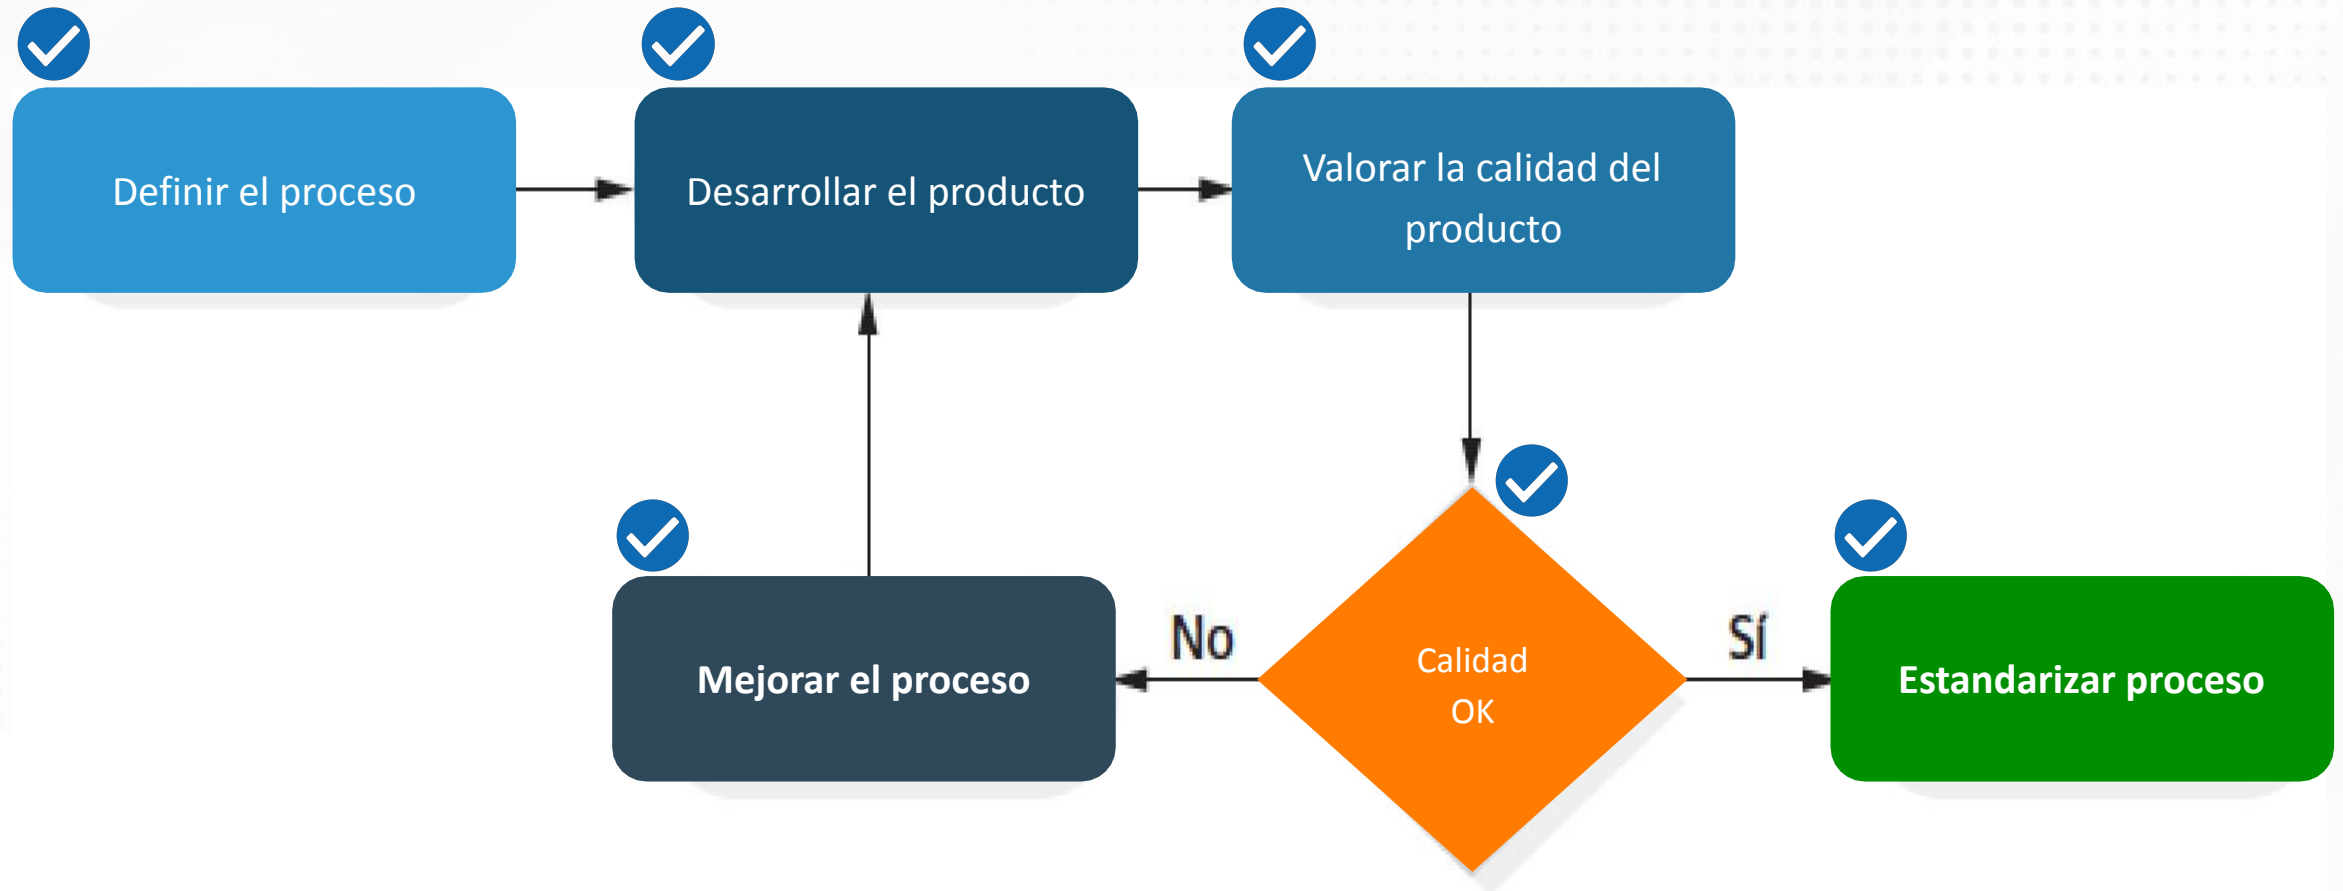 Definir el proceso
Desarrollar el producto
Valorar la calidad del
producto
Mejorar el proceso
No
Calidad
OK
Sí
Estandarizar proceso